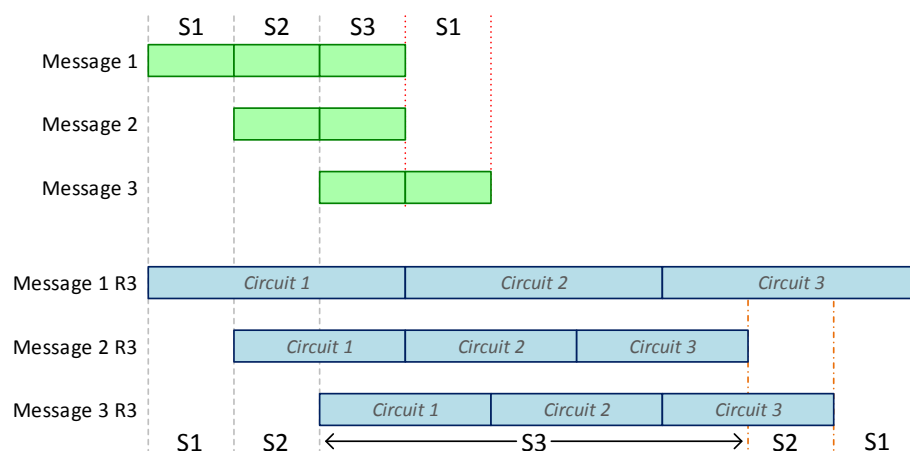 S1 S2 S3 S1
Message 1
Message 2
Message 3
Message 1 R3 Circuit 1 Circuit 2 Circuit 3
Message 2 R3 Circuit 1 Circuit 2 Circuit 3
Message 3 R3 Circuit 1 Circuit 2 Circuit 3
S1 S2 S3 S2 S1